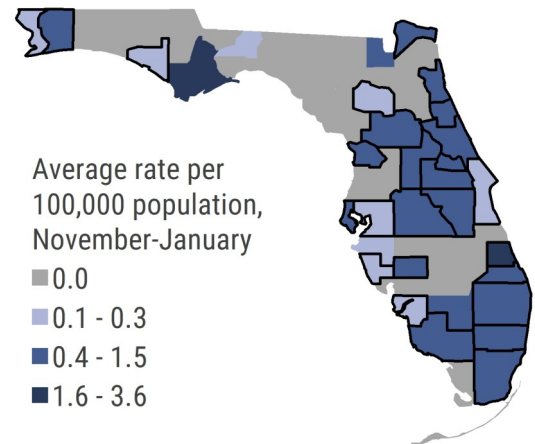 Average rate per
100,000 population,
November-January
0.0
0.1 - 0.3
0.4 - 1.5
1.6 - 3.6